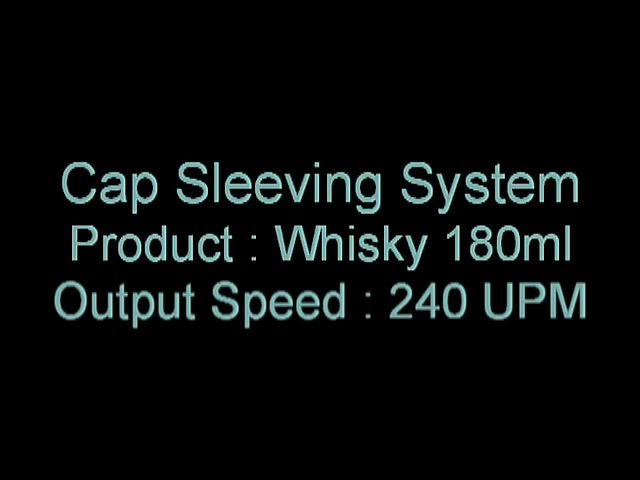 Cap Sleeving System
Product : Whisky 180ml
Output Speed : 240 UPM